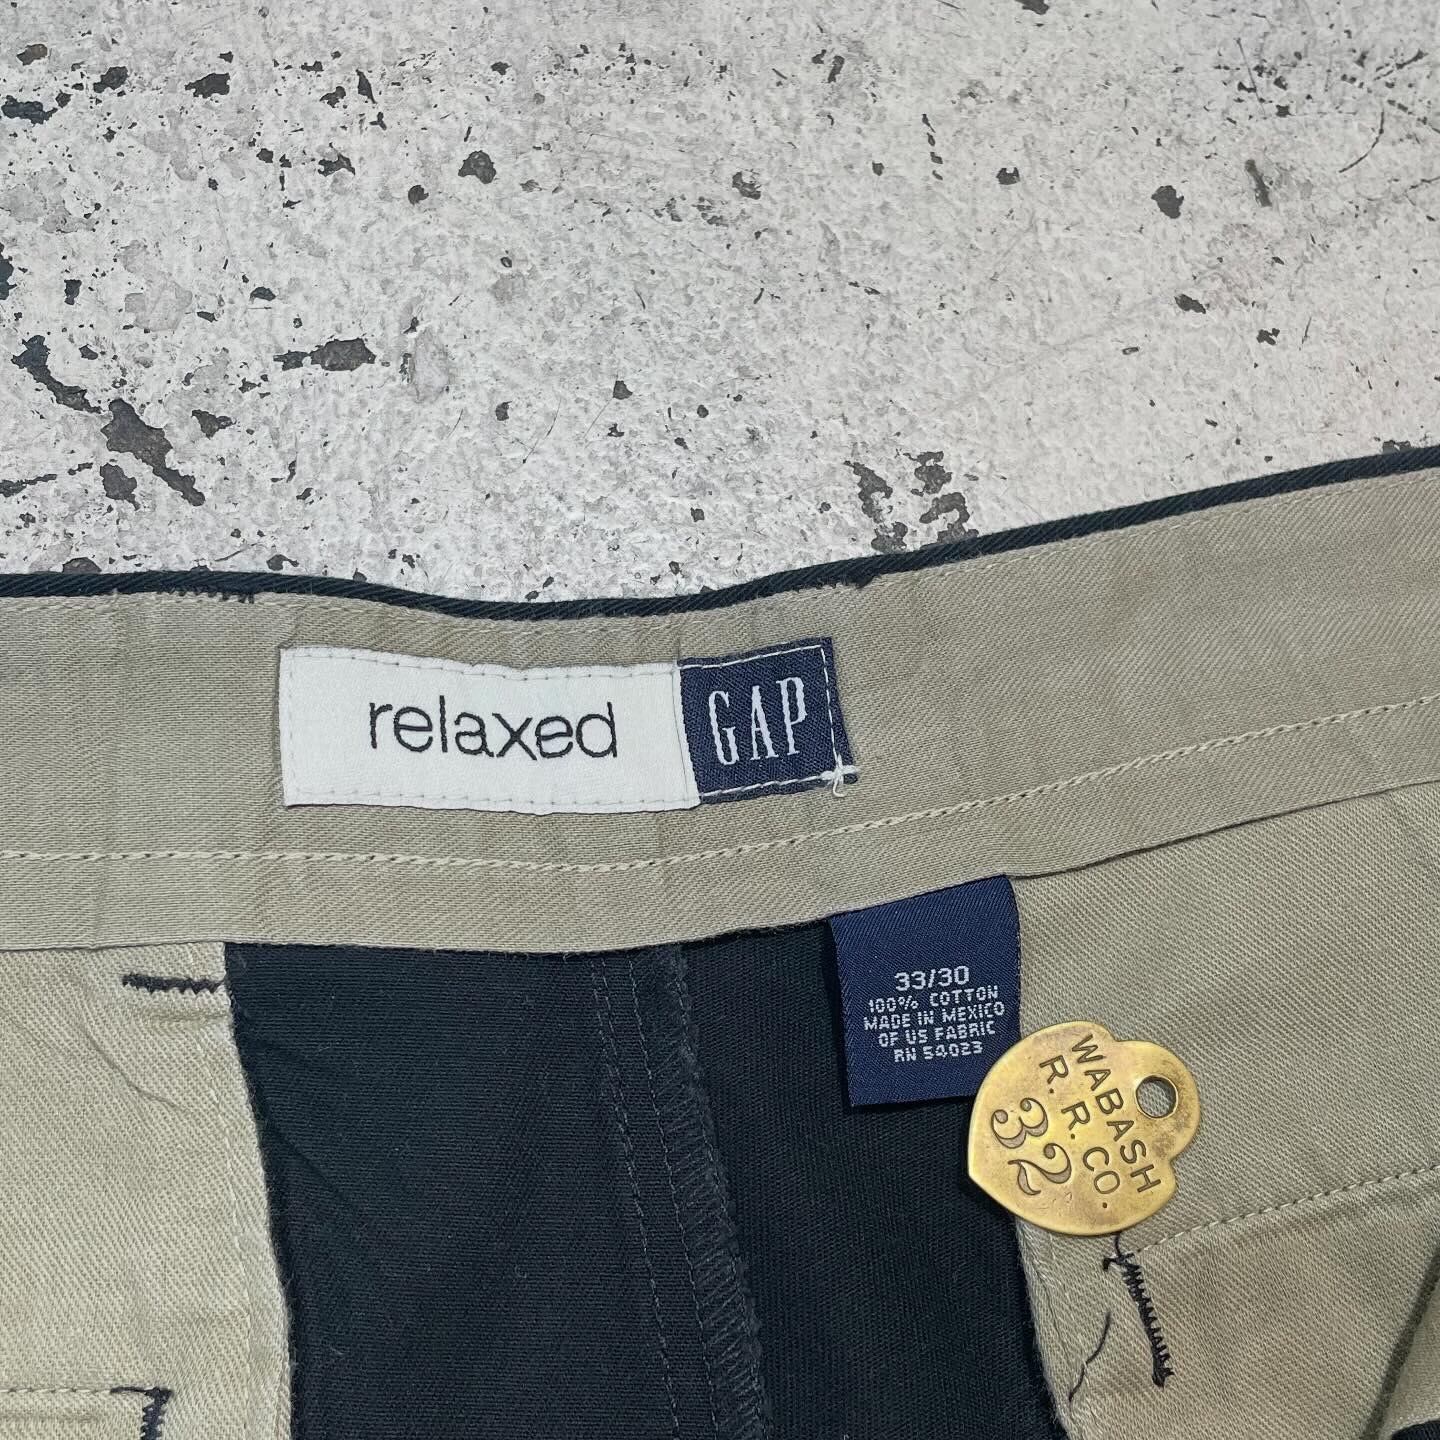 relaxed GAP
33/30
100% COTTON
MADE IN MEXICO
OF US FABRIC
RN 54023
WABASH
R. R. CO.
32